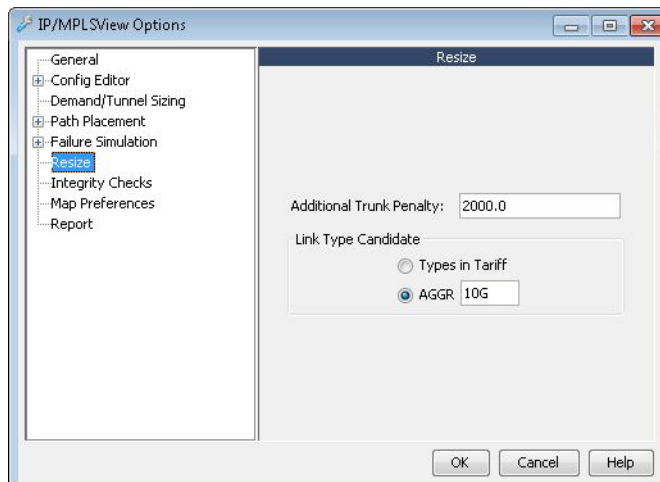 IP/MPLSView Options
General
Config Editor
Demand/Tunnel Sizing
Path Placement
Failure Simulation
Resize
Integrity Checks
Map Preferences
Report
Resize
Additional Trunk Penalty: 2000.0
Link Type Candidate
Types in Tariff
AGGR 10G
OK Cancel Help